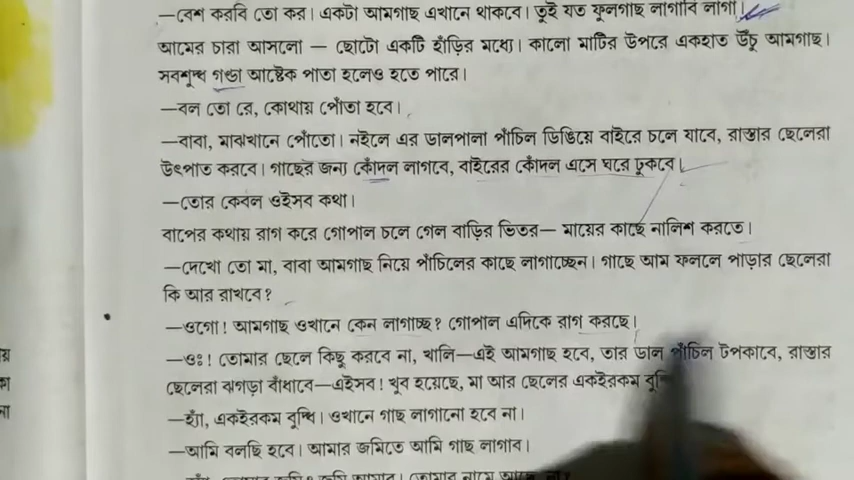 —বেশ করবি তো কর। একটা আমগাছ এখানে থাকবে। তুই যত ফুলগাছ লাগাবি লাগা।
আমের চারা আসলো — ছোটো একটি হাঁড়ির মধ্যে। কালো মাটির উপরে একহাত উঁচু আমগাছ।
সবশুদ্ধ গন্ডা আষ্টেক পাতা হলেও হতে পারে।
—বল তো রে, কোথায় পোঁতা হবে।
—বাবা, মাঝখানে পোঁতো। নইলে এর ডালপালা পাঁচিল ডিঙিয়ে বাইরে চলে যাবে, রাস্তার ছেলেরা
উৎপাত করবে। গাছের জন্য কোঁদল লাগবে, বাইরের কোঁদল এসে ঘরে ঢুকবে।
—তোর কেবল ওইসব কথা।
বাপের কথায় রাগ করে গোপাল চলে গেল বাড়ির ভিতর— মায়ের কাছে নালিশ করতে।
—দেখো তো মা, বাবা আমগাছ নিয়ে পাঁচিলের কাছে লাগাচ্ছেন। গাছে আম ফললে পাড়ার ছেলেরা
কি আর রাখবে?
—ওগো! আমগাছ ওখানে কেন লাগাচ্ছ? গোপাল এদিকে রাগ করছে।
—ওঃ! তোমার ছেলে কিছু করবে না, খালি—এই আমগাছ হবে, তার ডাল পাঁচিল টপকাবে, রাস্তার
ছেলেরা ঝগড়া বাঁধাবে—এইসব! খুব হয়েছে, মা আর ছেলের একইরকম
—হ্যাঁ, একইরকম বুদ্ধি। ওখানে গাছ লাগানো হবে না।
—আমি বলছি হবে। আমার জমিতে আমি গাছ লাগাব।